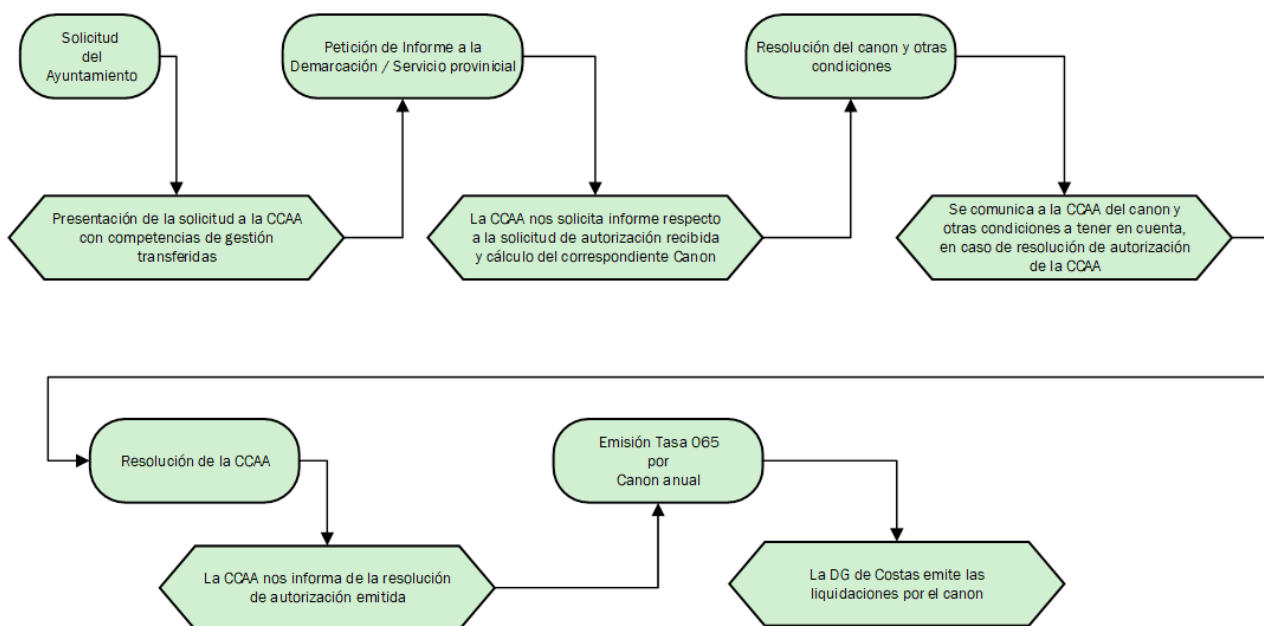 Solicitud
del
Ayuntamiento
Petición de Informe a la
Demarcación / Servicio provinicial
Resolución del canon y otras
condiciones
Presentación de la solicitud a la CCAA
con competencias de gestión
transferidas
La CCAA nos solicita informe respecto
a la solicitud de autorización recibida
y cálculo del correspondiente Canon
Se comunica a la CCAA del canon y
otras condiciones a tener en cuenta,
en caso de resolución de autorización
de la CCAA
Resolución de la CCAA
Emisión Tasa 065
por
Canon anual
La CCAA nos informa de la resolución
de autorización emitida
La DG de Costas emite las
liquidaciones por el canon